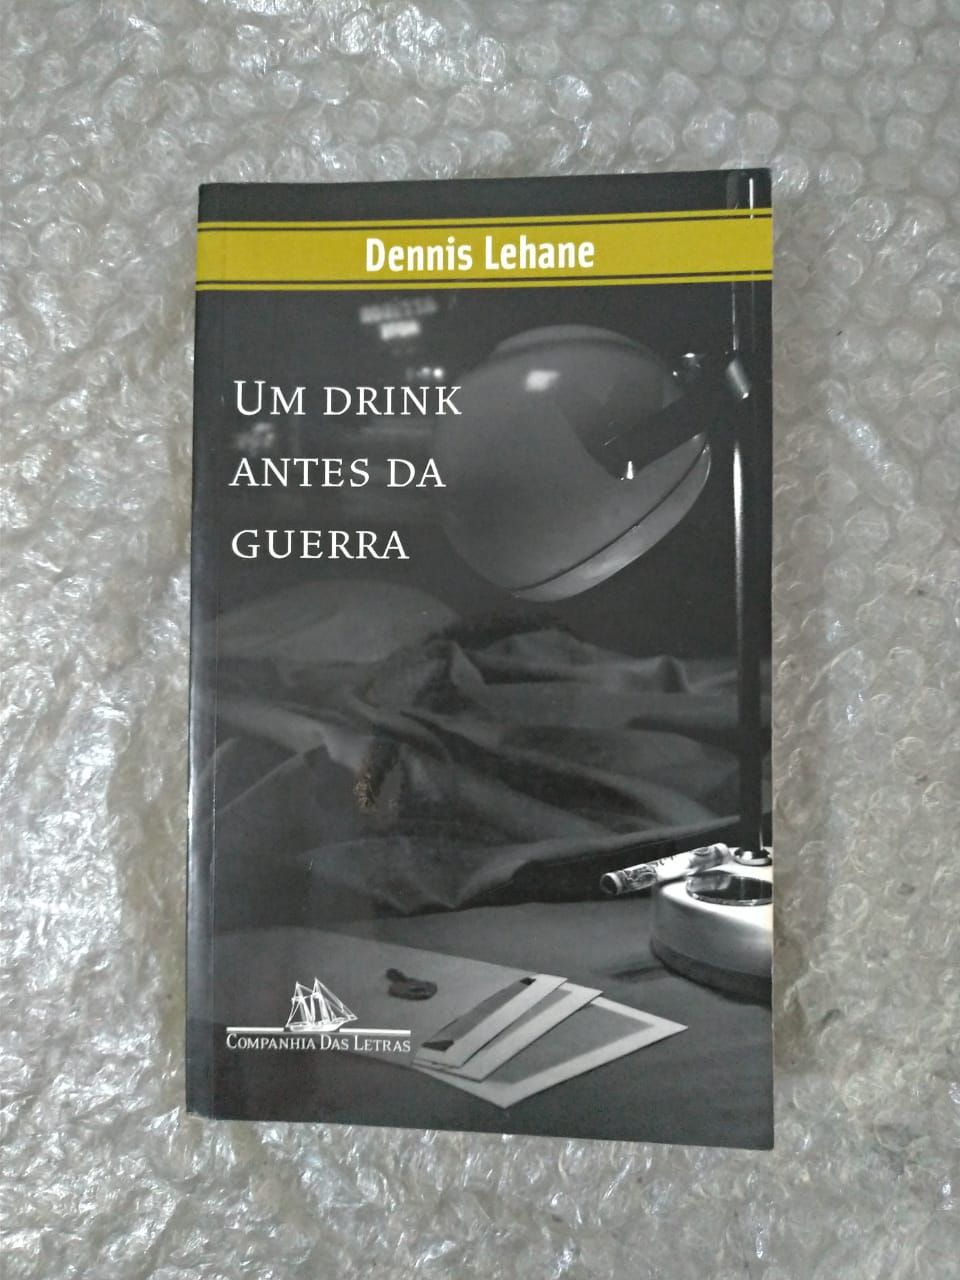 Dennis Lehane
UM DRINK
ANTES DA
GUERRA
COMPANHIA DAS LETRAS